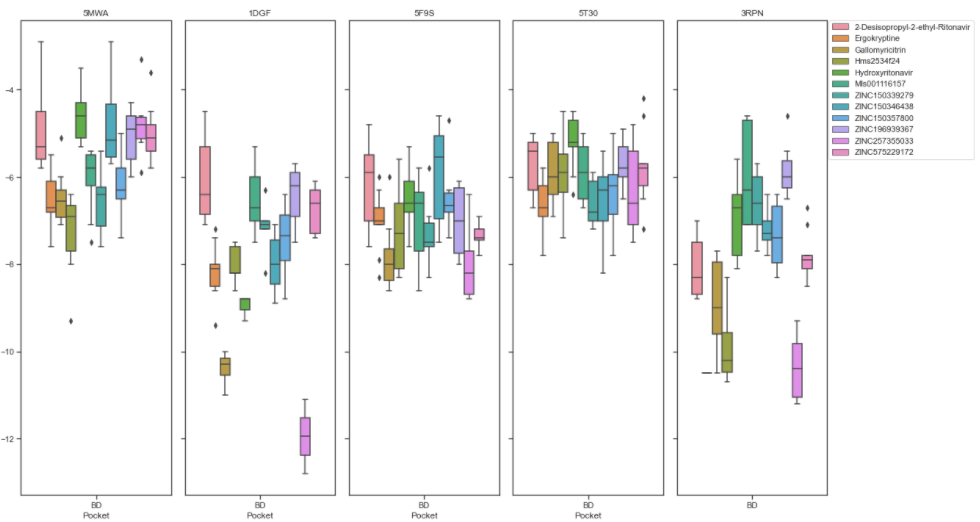 5MWA
1DGF
5F9S
5T30
3RPN
−4
−6
−8
−10
−12
BD
Pocket
BD
Pocket
BD
Pocket
BD
Pocket
BD
Pocket
2-Desisopropyl-2-ethyl-Ritonavir
Ergokryptine
Gallomyricitrin
Hms2534f24
Hydroxyritonavir
Mls001116157
ZINC150339279
ZINC150346438
ZINC150357800
ZINC196939367
ZINC257355033
ZINC575229172